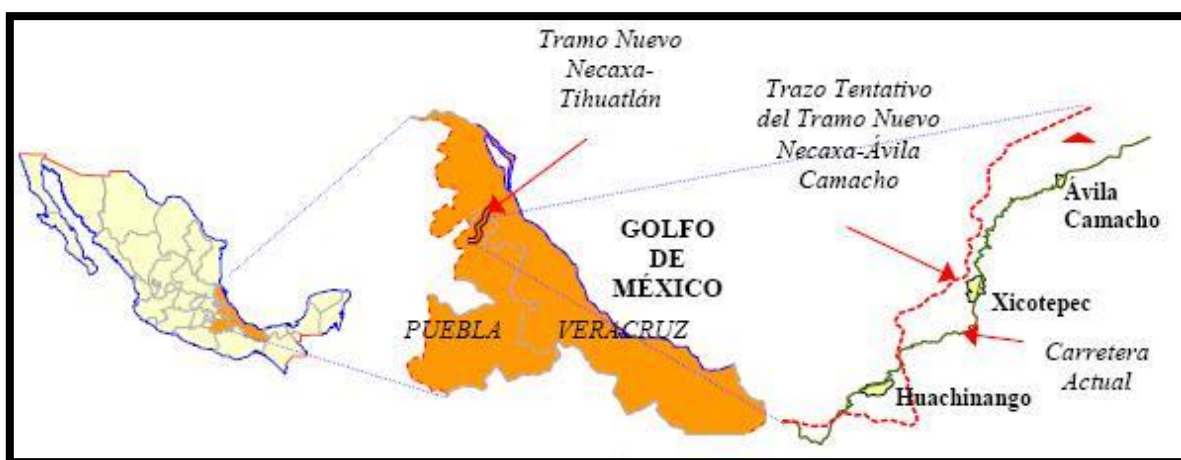 Tramo Nuevo
Necaxa-
Tihuatlán
Trazo Tentativo
del Tramo Nuevo
Necaxa-Ávila
Camacho
GOLFO
DE
MÉXICO
PUEBLA
VERACRUZ
Ávila
Camacho
Xicotepec
Carretera
Actual
Huachinango